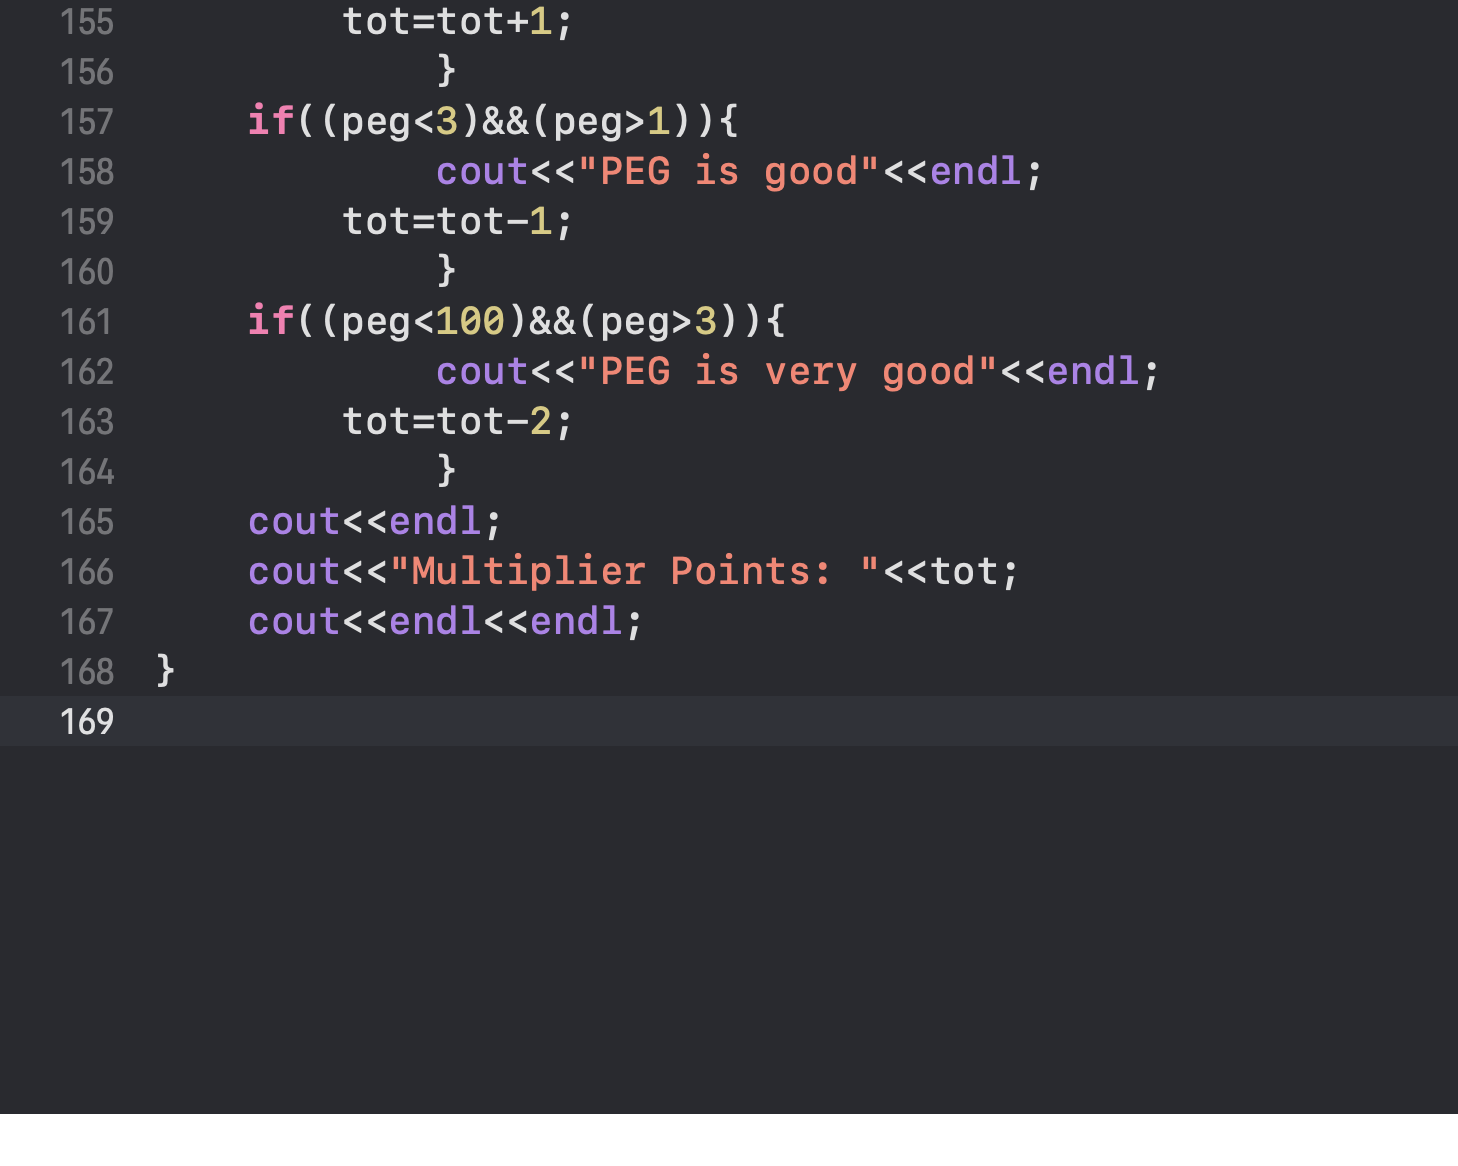 155 tot=tot+1;
156 }
157 if((peg<3)&&(peg>1)){
158 cout<<"PEG is good"<<endl;
159 tot=tot-1;
160 }
161 if((peg<100)&&(peg>3)){
162 cout<<"PEG is very good"<<endl;
163 tot=tot-2;
164 }
165 cout<<endl;
166 cout<<"Multiplier Points: "<<tot;
167 cout<<endl<<endl;
168 }
169